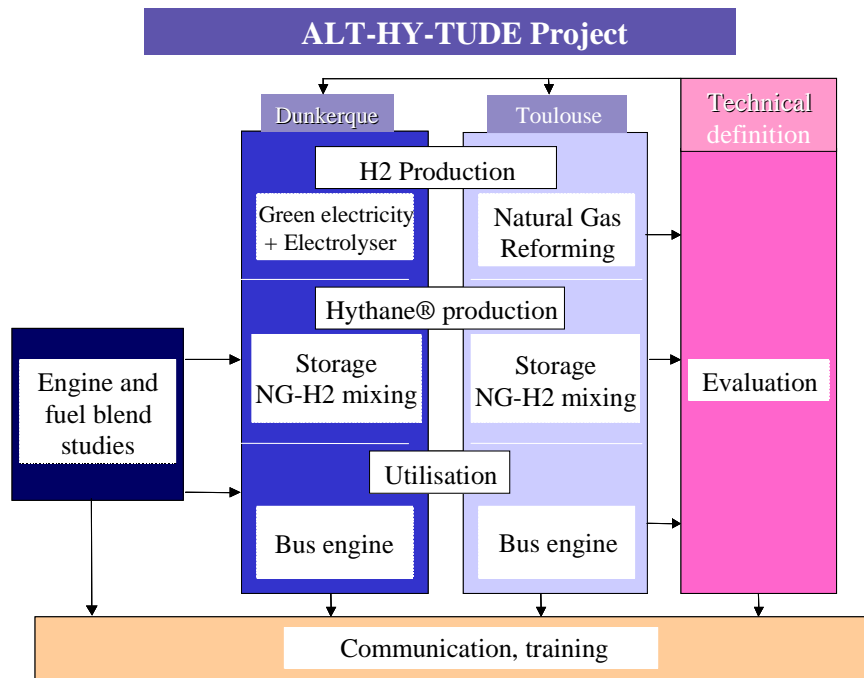 ALT-HY-TUDE Project
Dunkerque
Toulouse
Technical
definition
H2 Production
Green electricity
+ Electrolyser
Natural Gas
Reforming
Hythane® production
Engine and
fuel blend
studies
Storage
NG-H2 mixing
Storage
NG-H2 mixing
Evaluation
Utilisation
Bus engine
Bus engine
Communication, training